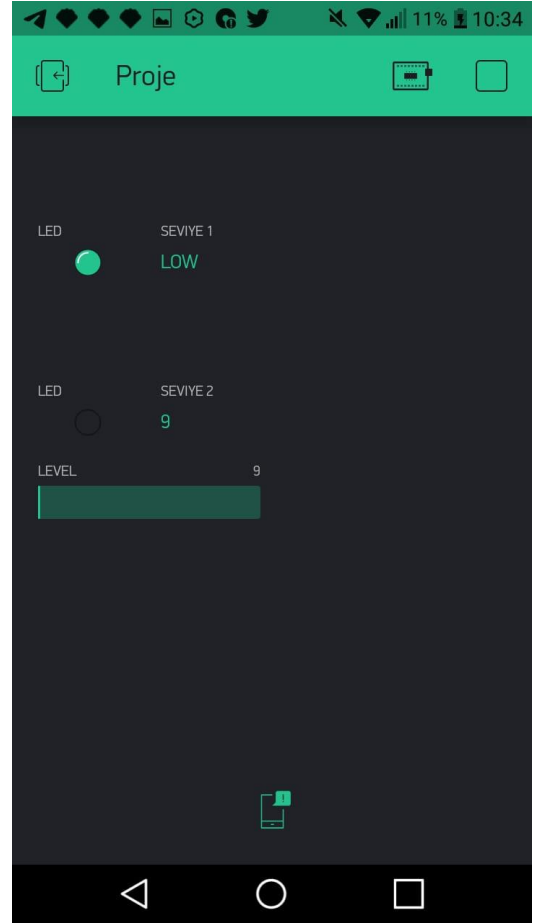 11% 10:34
Proje
LED SEVIYE 1
LOW
LED SEVIYE 2
9
LEVEL 9